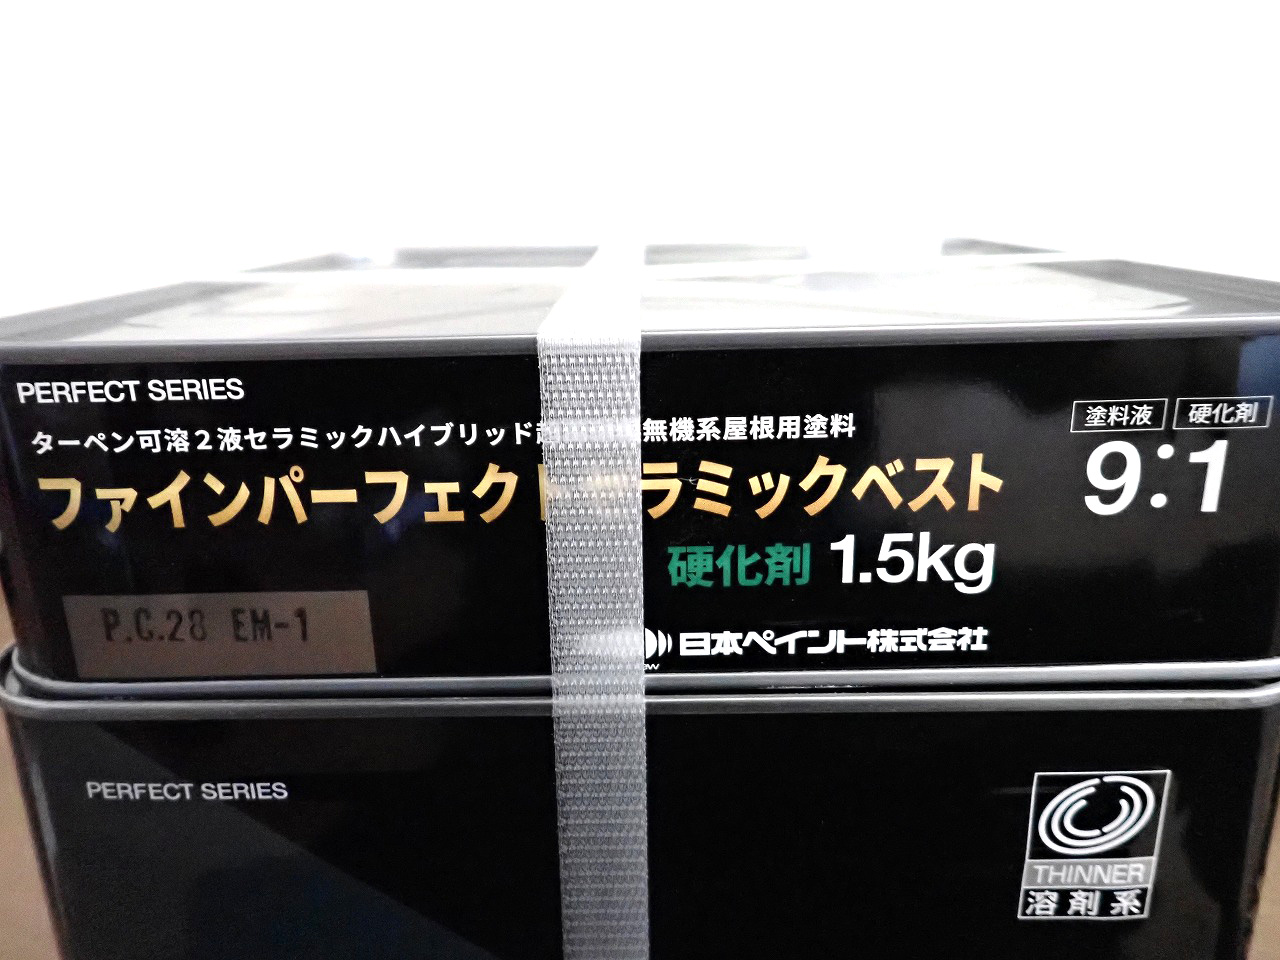 PERFECT SERIES
ターペン可溶2液セラミックハイブリッド超 無機系屋根用塗料
ファインパーフェクト ラミックベスト
塗料液 硬化剤
9:1
硬化剤 1.5kg
P.C.28 EM-1
日本ペイント株式会社
PERFECT SERIES
THINNER
溶剤系